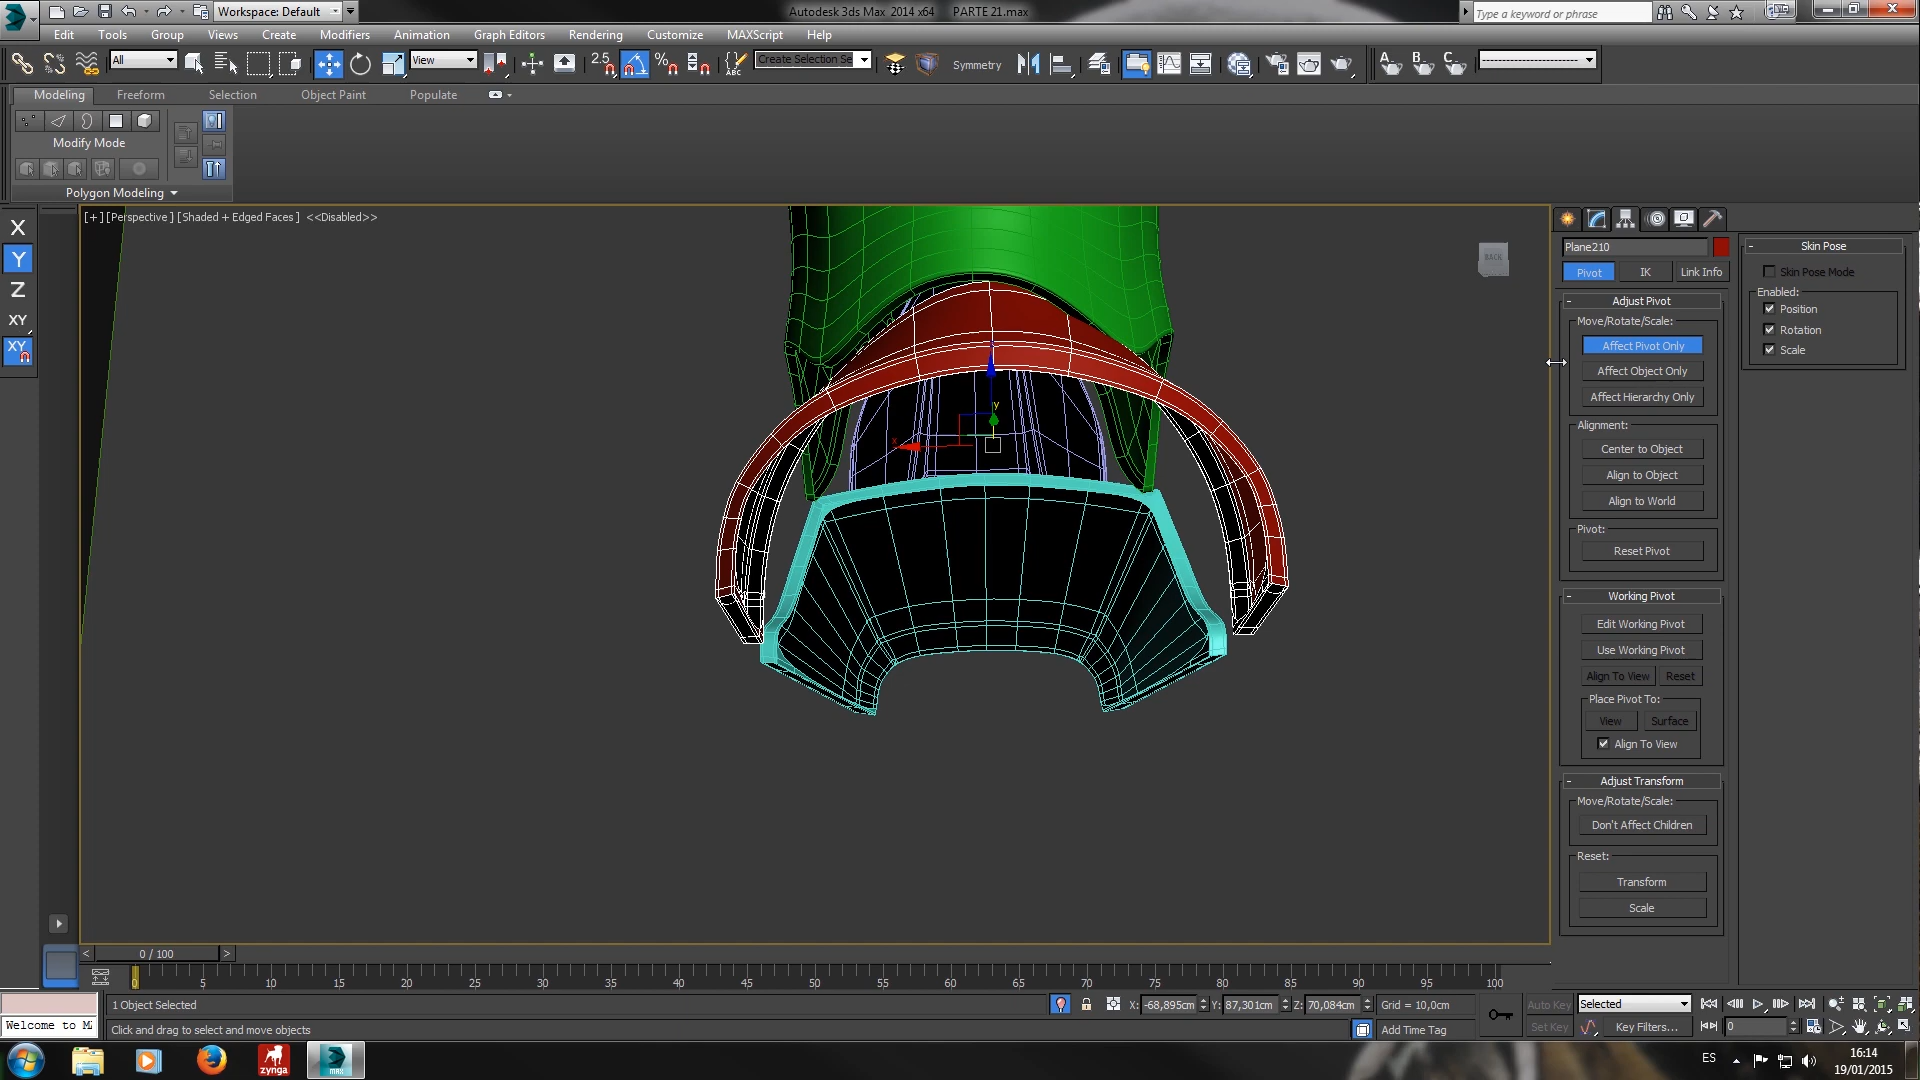 Workspace: Default
Autodesk 3ds Max 2014 x64 PARTE 21.max
Type a keyword or phrase
Edit Tools Group Views Create Modifiers Animation Graph Editors Rendering Customize MAXScript Help
All
View
2.5
%
ABC
Create Selection Se
Symmetry
A
B
C
Modeling Freeform Selection Object Paint Populate
Modify Mode
Polygon Modeling
X
Y
Z
XY
XY
[+] [Perspective ] [Shaded + Edged Faces ] <<Disabled>>
BACK
x
y
Plane210
Pivot IK Link Info
- Adjust Pivot
Move/Rotate/Scale:
Affect Pivot Only
Affect Object Only
Affect Hierarchy Only
Alignment:
Center to Object
Align to Object
Align to World
Pivot:
Reset Pivot
- Working Pivot
Edit Working Pivot
Use Working Pivot
Align To View Reset
Place Pivot To:
View Surface
Align To View
- Adjust Transform
Move/Rotate/Scale:
Don't Affect Children
Reset:
Transform
Scale
- Skin Pose
Skin Pose Mode
Enabled:
Position
Rotation
Scale
< 0 / 100 >
0 5 10 15 20 25 30 35 40 45 50 55 60 65 70 75 80 85 90 95 100
1 Object Selected
X: -68,895cm Y: 87,301cm Z: 70,084cm Grid = 10,0cm
Auto Key Selected
Welcome to MA
Click and drag to select and move objects
Add Time Tag
Set Key Key Filters... 0
zynga
MAX
ES
16:14
19/01/2015